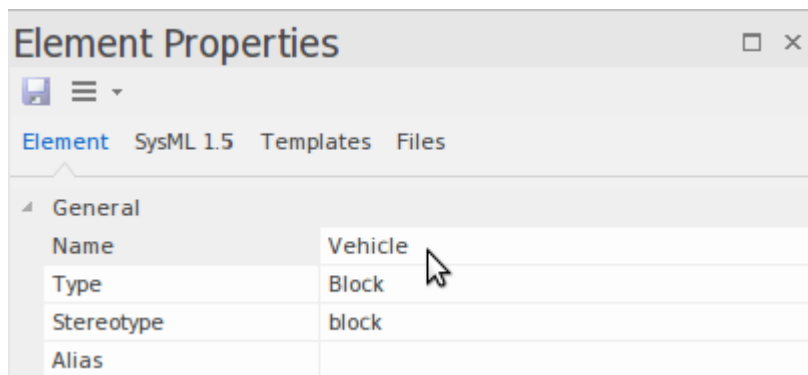 Element Properties
Element SysML 1.5 Templates Files
General
Name Vehicle
Type Block
Stereotype block
Alias